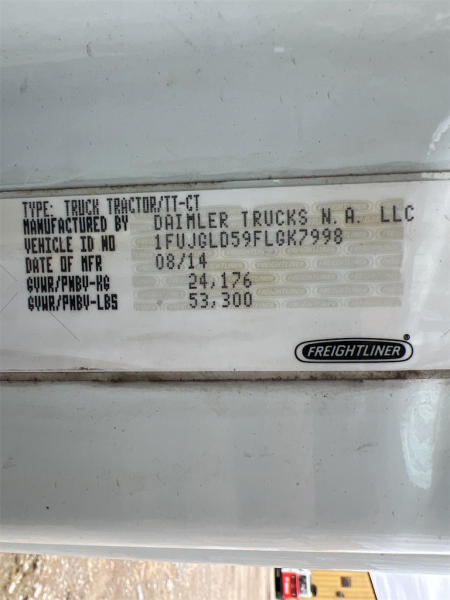 TYPE: TRUCK TRACTOR/TT-CT
MANUFACTURED BY DAIMLER TRUCKS N.A. LLC
VEHICLE ID NO 1FUJGLD59FLGK7998
DATE OF MFR 08/14
GVWR/PNBV-KG 24,176
GVWR/PNBV-LBS 53,300
FREIGHTLINER®